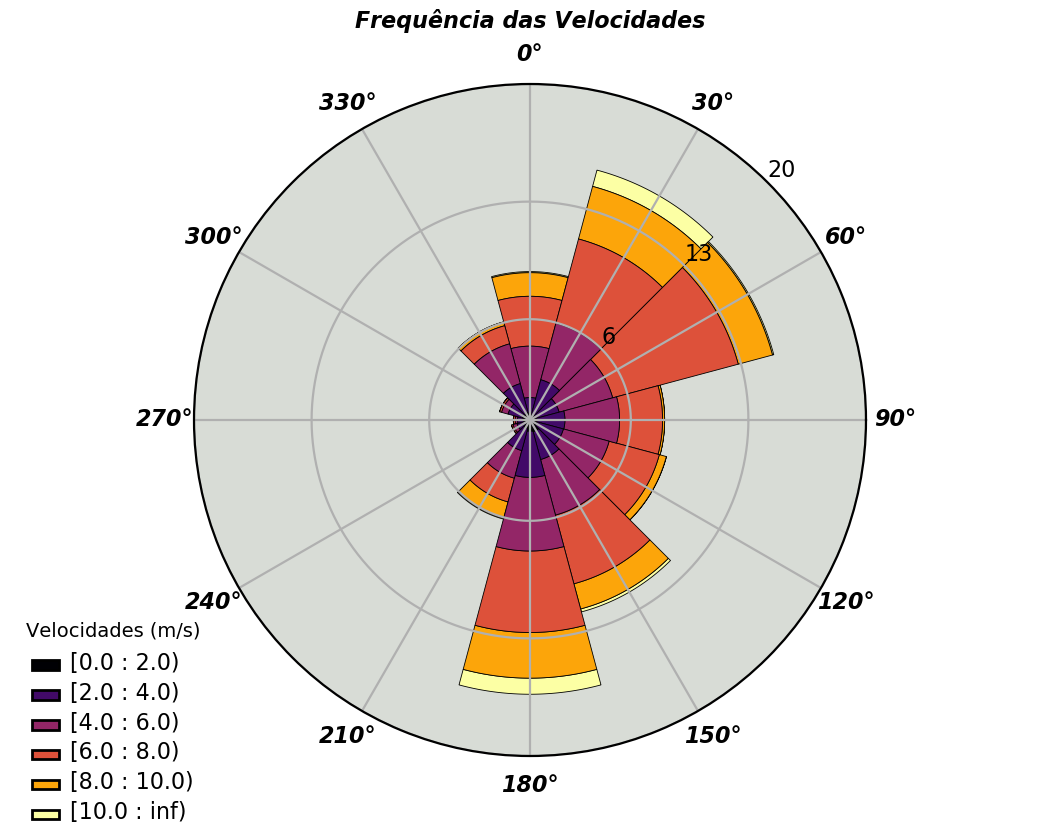 Frequência das Velocidades
0°
330°
30°
20
300°
60°
13
6
270°
90°
240°
120°
210°
150°
180°
Velocidades (m/s)
[0.0 : 2.0)
[2.0 : 4.0)
[4.0 : 6.0)
[6.0 : 8.0)
[8.0 : 10.0)
[10.0 : inf)